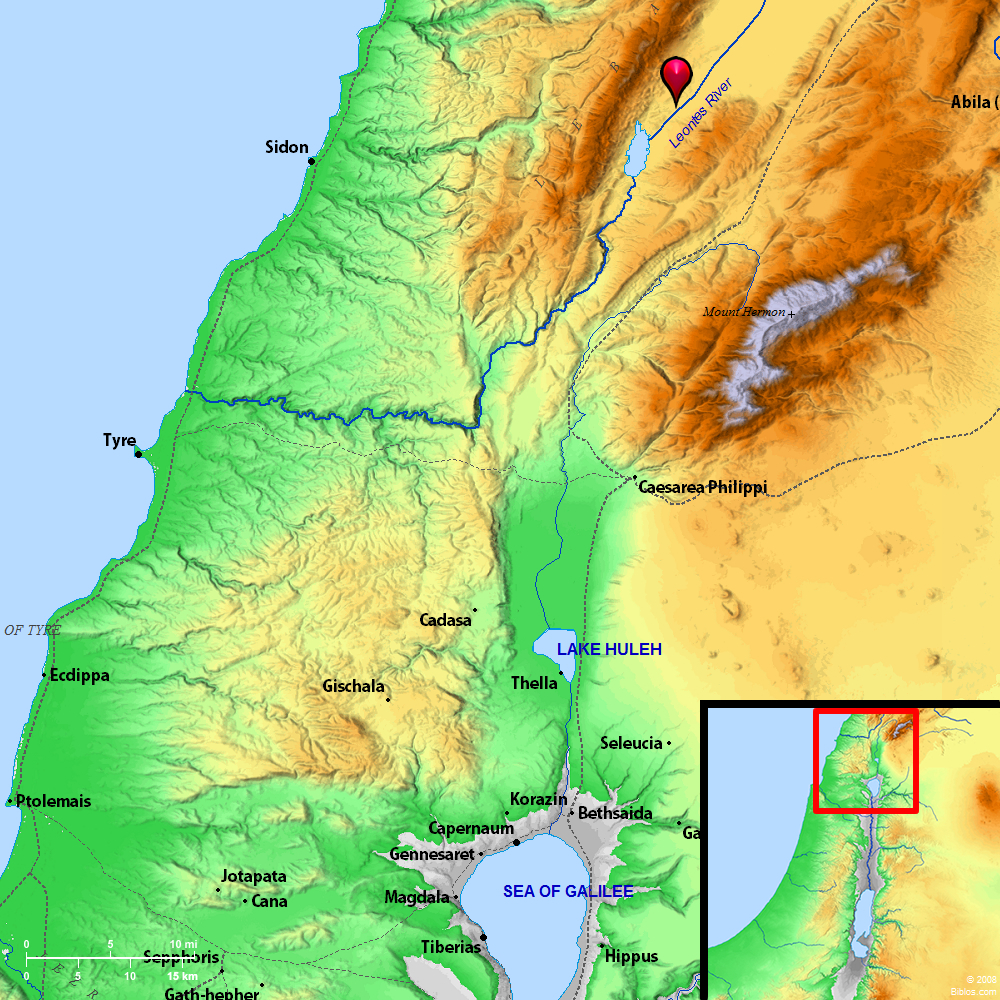 L E B A
Leontes River
Abila (
Sidon
Mount Hermon
Tyre
Caesarea Philippi
Cadasa
OF TYRE
LAKE HULEH
Ecdippa
Thella
Gischala
Seleucia
Ptolemais
Korazin
Bethsaida
Capernaum
Ga
Gennesaret
Jotapata
SEA OF GALILEE
Magdala
Cana
0 5 10 mi
Tiberias
Sepphoris
Hippus
0 5 10 15 km
Gath-hepher
© 2008
Biblos.com